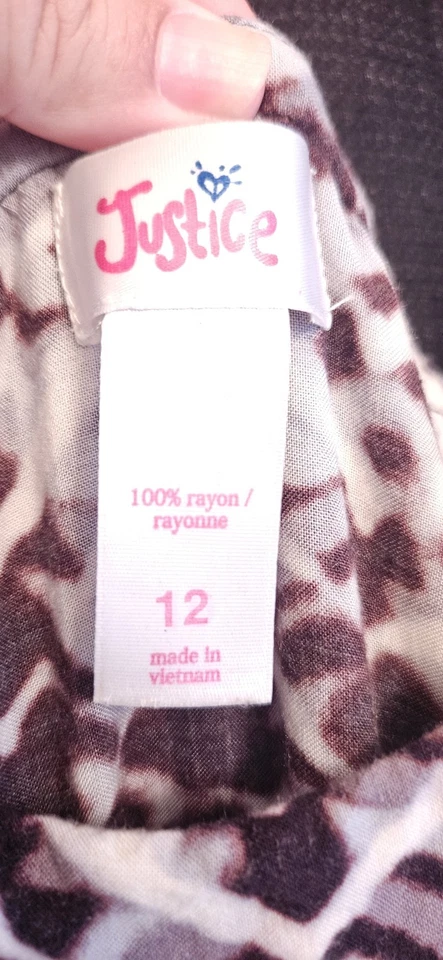 Justice
100% rayon /
rayonne
12
made in
vietnam